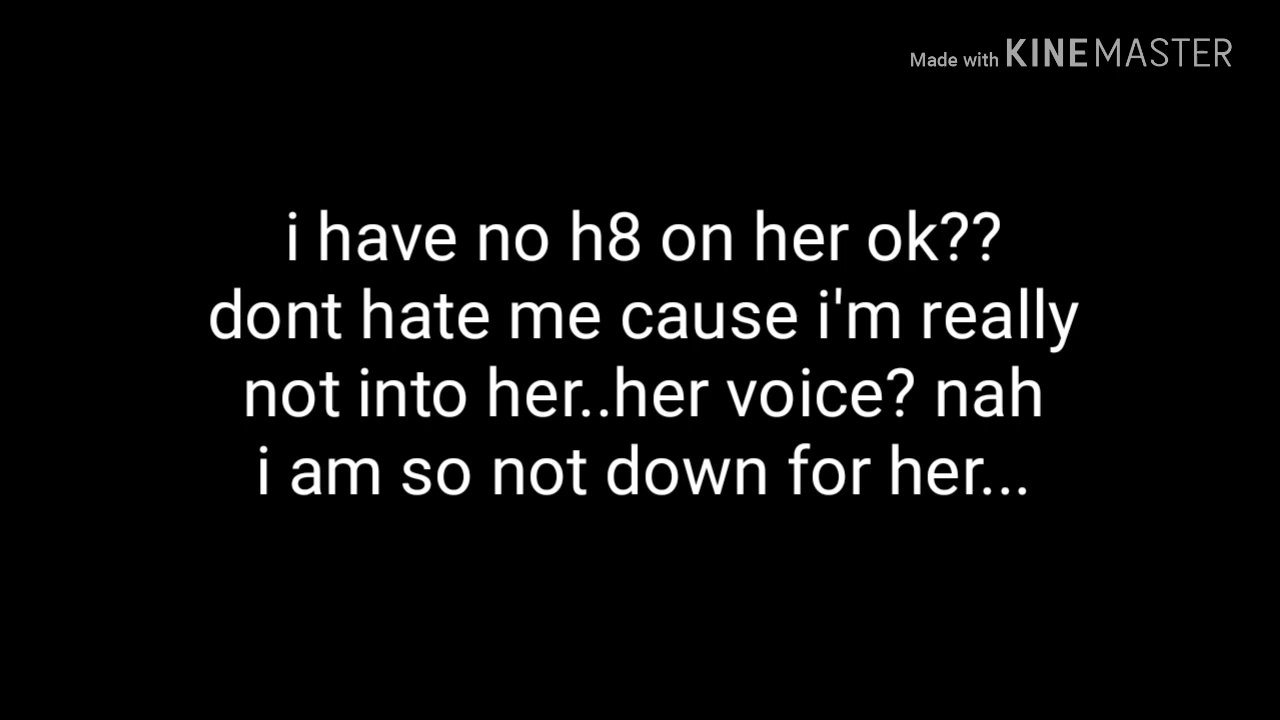 Made with KINEMASTER
i have no h8 on her ok??
dont hate me cause i'm really
not into her..her voice? nah
i am so not down for her...